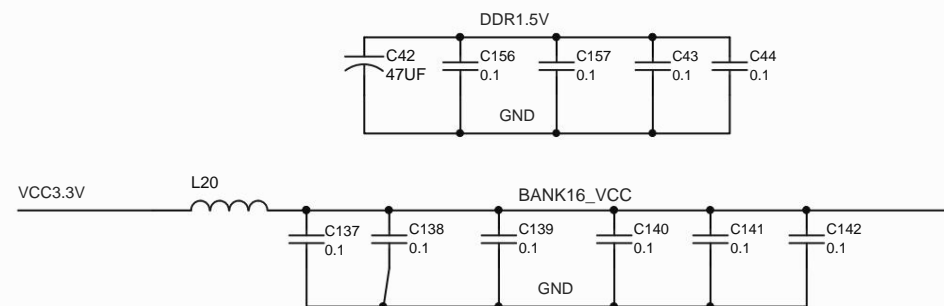 DDR1.5V
C42
47UF
C156
0.1
C157
0.1
C43
0.1
C44
0.1
GND
VCC3.3V
L20
BANK16_VCC
C137
0.1
C138
0.1
C139
0.1
C140
0.1
C141
0.1
C142
0.1
GND